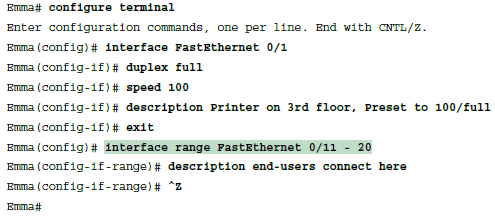 Emma# configure terminal
Enter configuration commands, one per line. End with CNTL/Z.
Emma(config)# interface FastEthernet 0/1
Emma(config-if)# duplex full
Emma(config-if)# speed 100
Emma(config-if)# description Printer on 3rd floor, Preset to 100/full
Emma(config-if)# exit
Emma(config)# interface range FastEthernet 0/11 - 20
Emma(config-if-range)# description end-users connect here
Emma(config-if-range)# ^Z
Emma#